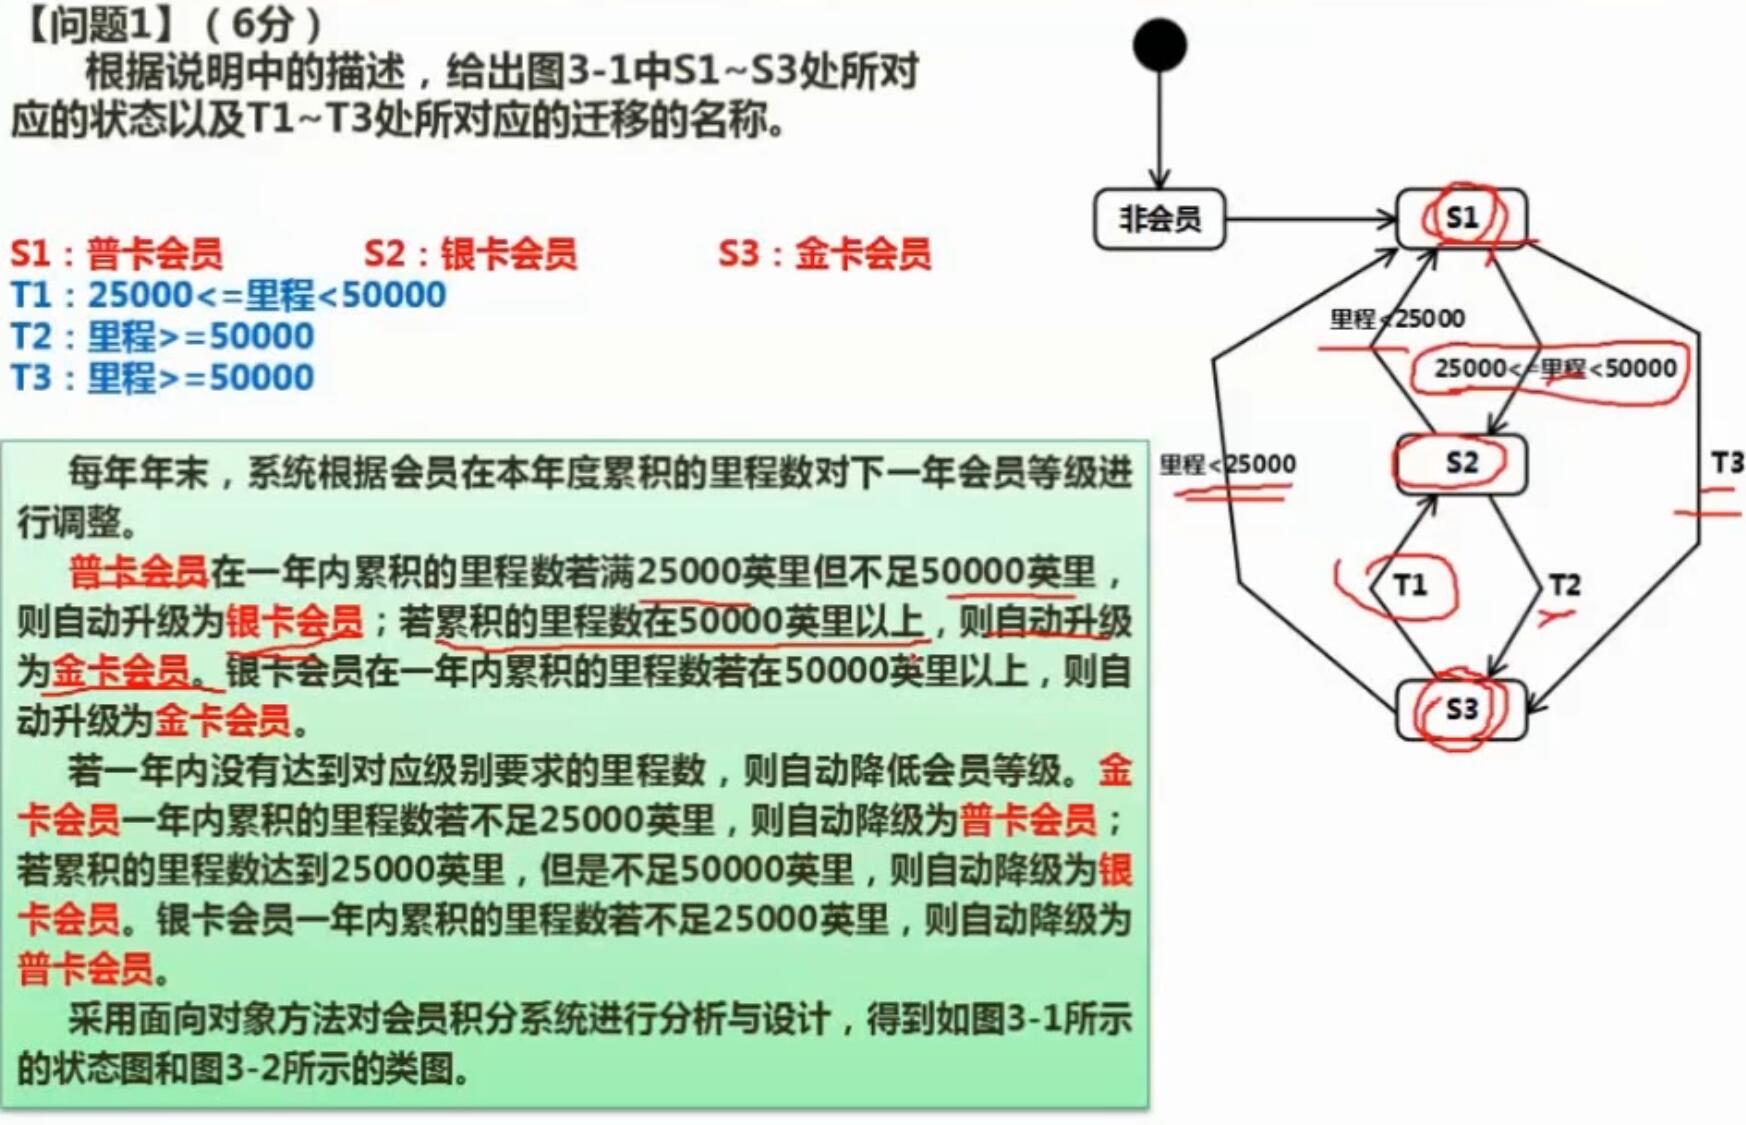 【问题1】（6分）
根据说明中的描述，给出图3-1中S1~S3处所对
应的状态以及T1~T3处所对应的迁移的名称。
S1：普卡会员 S2：银卡会员 S3：金卡会员
T1：25000<=里程<50000
T2：里程>=50000
T3：里程>=50000
每年年末，系统根据会员在本年度累积的里程数对下一年会员等级进
行调整。
普卡会员在一年内累积的里程数若满25000英里但不足50000英里，
则自动升级为银卡会员；若累积的里程数在50000英里以上，则自动升级
为金卡会员。银卡会员在一年内累积的里程数若在50000英里以上，则自
动升级为金卡会员。
若一年内没有达到对应级别要求的里程数，则自动降低会员等级。金
卡会员一年内累积的里程数若不足25000英里，则自动降级为普卡会员；
若累积的里程数达到25000英里，但是不足50000英里，则自动降级为银
卡会员。银卡会员一年内累积的里程数若不足25000英里，则自动降级为
普卡会员。
采用面向对象方法对会员积分系统进行分析与设计，得到如图3-1所示
的状态图和图3-2所示的类图。
非会员
S1
里程<25000
25000<=里程<50000
S2
里程<25000
T3
T1
T2
S3